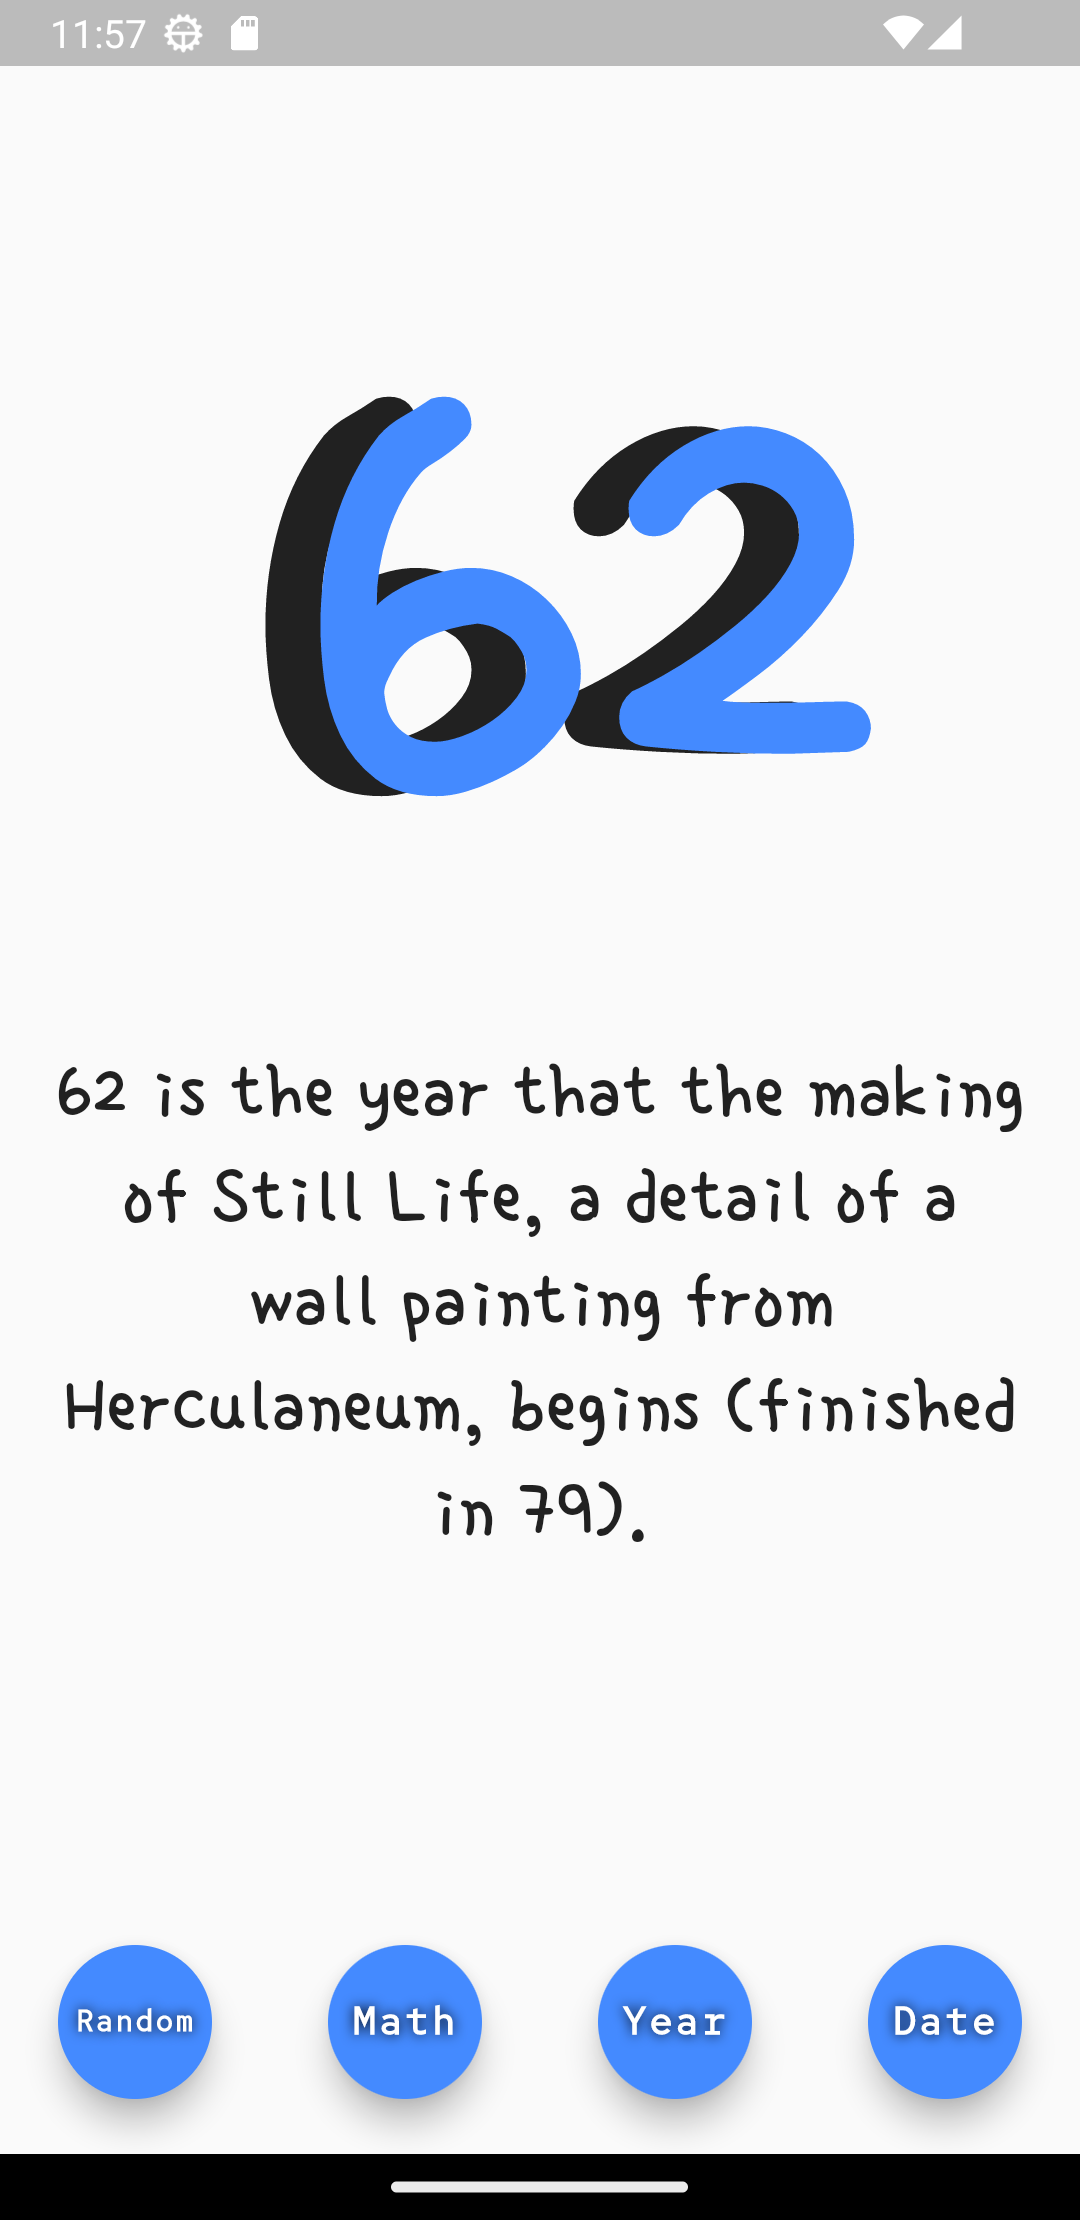 11:57
62
62 is the year that the making
of Still Life, a detail of a
wall painting from
Herculaneum, begins (finished
in 79).
Random Math Year Date